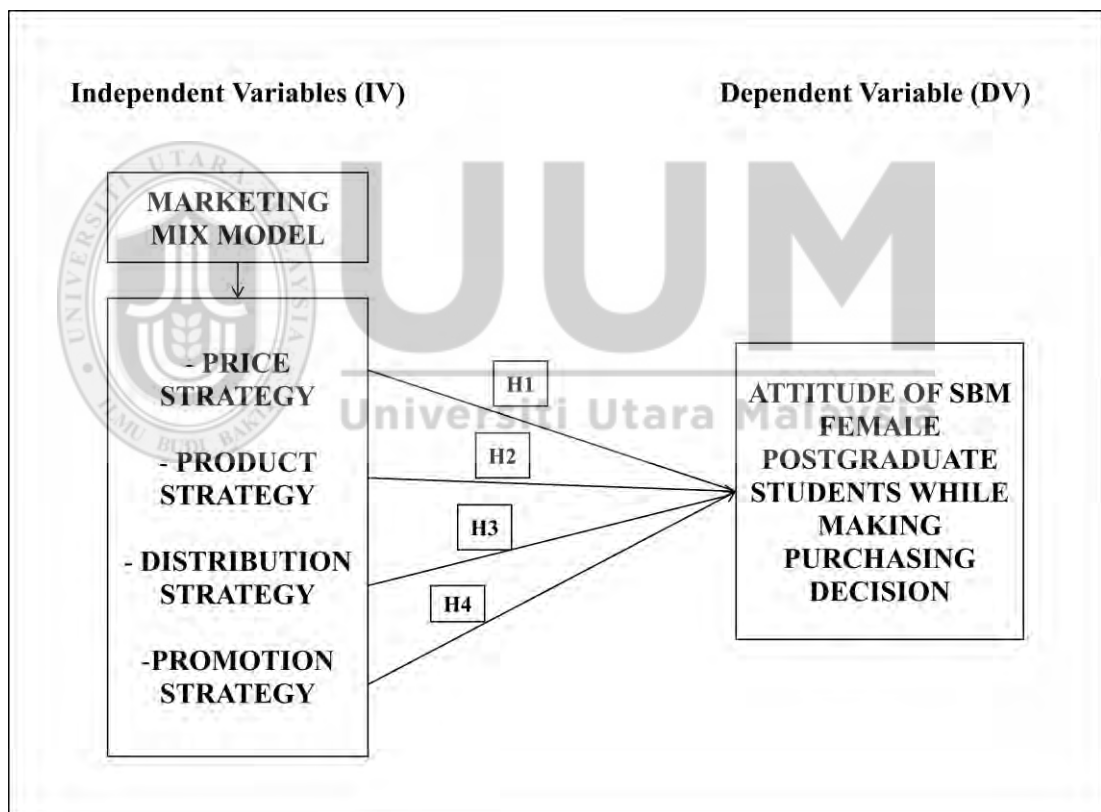 Independent Variables (IV)
Dependent Variable (DV)
MARKETING
MIX MODEL
- PRICE
STRATEGY
- PRODUCT
STRATEGY
- DISTRIBUTION
STRATEGY
-PROMOTION
STRATEGY
H1
H2
H3
H4
ATTITUDE OF SBM
FEMALE
POSTGRADUATE
STUDENTS WHILE
MAKING
PURCHASING
DECISION
UUM
Universiti Utara Malaysia
UNIVERSITI UTARA MALAYSIA
ILMU BUDI BAKTI